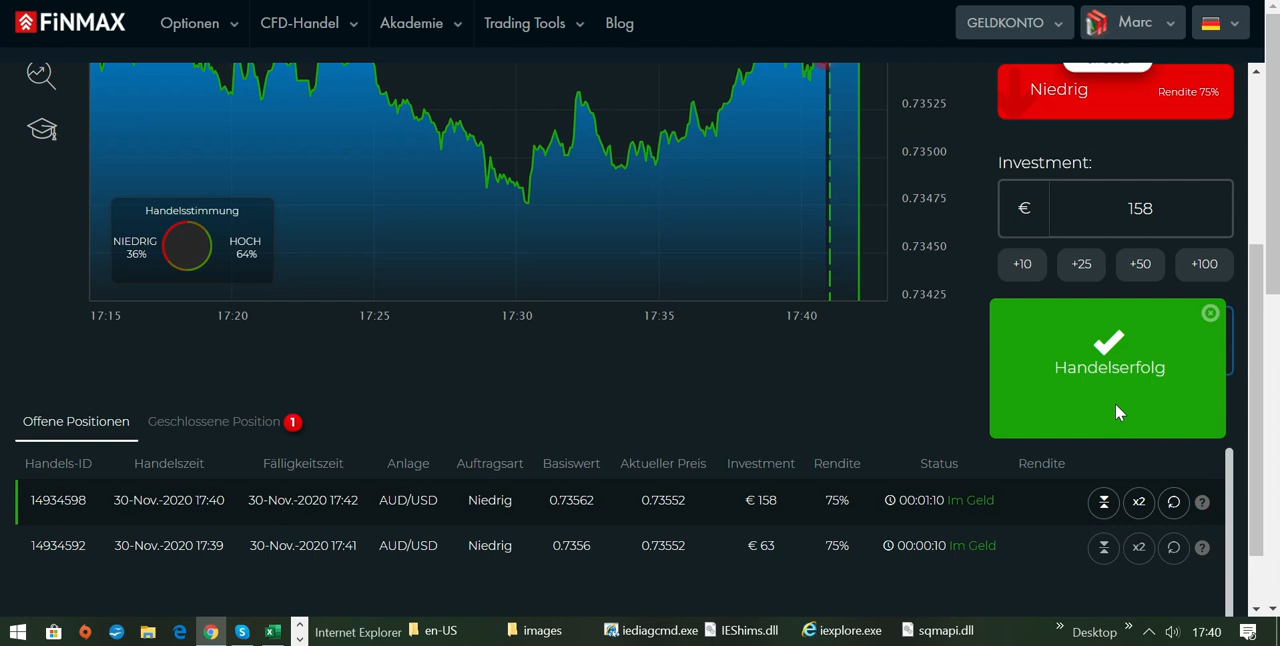 FiNMAX Optionen CFD-Handel Akademie Trading Tools Blog GELDKONTO Marc
Niedrig Rendite 75%
0.73525
0.73500
0.73475
0.73450
0.73425
Handelsstimmung
NIEDRIG 36%
HOCH 64%
17:15 17:20 17:25 17:30 17:35 17:40
Investment:
€ 158
+10 +25 +50 +100
Handelserfolg
Offene Positionen Geschlossene Position 1
Handels-ID Handelszeit Fälligkeitszeit Anlage Auftragsart Basiswert Aktueller Preis Investment Rendite Status Rendite
14934598 30-Nov.-2020 17:40 30-Nov.-2020 17:42 AUD/USD Niedrig 0.73562 0.73552 € 158 75% 00:01:10 Im Geld x2 ?
14934592 30-Nov.-2020 17:39 30-Nov.-2020 17:41 AUD/USD Niedrig 0.7356 0.73552 € 63 75% 00:00:10 Im Geld x2 ?
Internet Explorer en-US images iediagcmd.exe IEShims.dll iexplore.exe sqmapi.dll » Desktop » 17:40